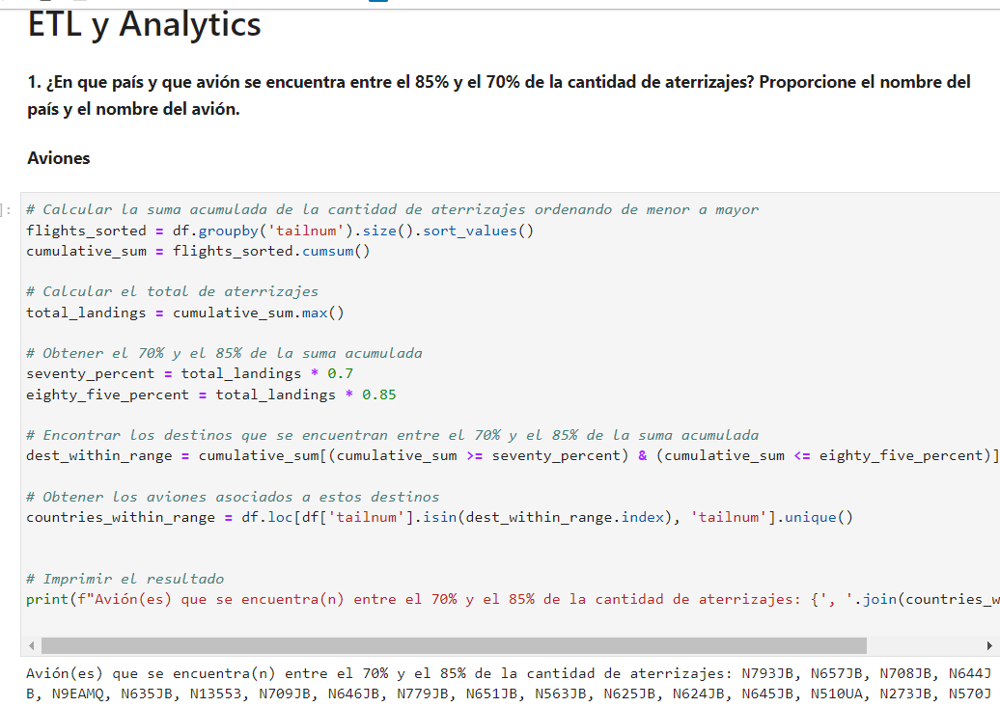 ETL y Analytics
1. ¿En que país y que avión se encuentra entre el 85% y el 70% de la cantidad de aterrizajes? Proporcione el nombre del
país y el nombre del avión.
Aviones
]:
# Calcular la suma acumulada de la cantidad de aterrizajes ordenando de menor a mayor
flights_sorted = df.groupby('tailnum').size().sort_values()
cumulative_sum = flights_sorted.cumsum()
# Calcular el total de aterrizajes
total_landings = cumulative_sum.max()
# Obtener el 70% y el 85% de la suma acumulada
seventy_percent = total_landings * 0.7
eighty_five_percent = total_landings * 0.85
# Encontrar los destinos que se encuentran entre el 70% y el 85% de la suma acumulada
dest_within_range = cumulative_sum[(cumulative_sum >= seventy_percent) & (cumulative_sum <= eighty_five_percent)]
# Obtener los aviones asociados a estos destinos
countries_within_range = df.loc[df['tailnum'].isin(dest_within_range.index), 'tailnum'].unique()
# Imprimir el resultado
print(f"Avión(es) que se encuentra(n) entre el 70% y el 85% de la cantidad de aterrizajes: {', '.join(countries_w
Avión(es) que se encuentra(n) entre el 70% y el 85% de la cantidad de aterrizajes: N793JB, N657JB, N708JB, N644J
B, N9EAMQ, N635JB, N13553, N709JB, N646JB, N779JB, N651JB, N563JB, N625JB, N624JB, N645JB, N510UA, N273JB, N570J